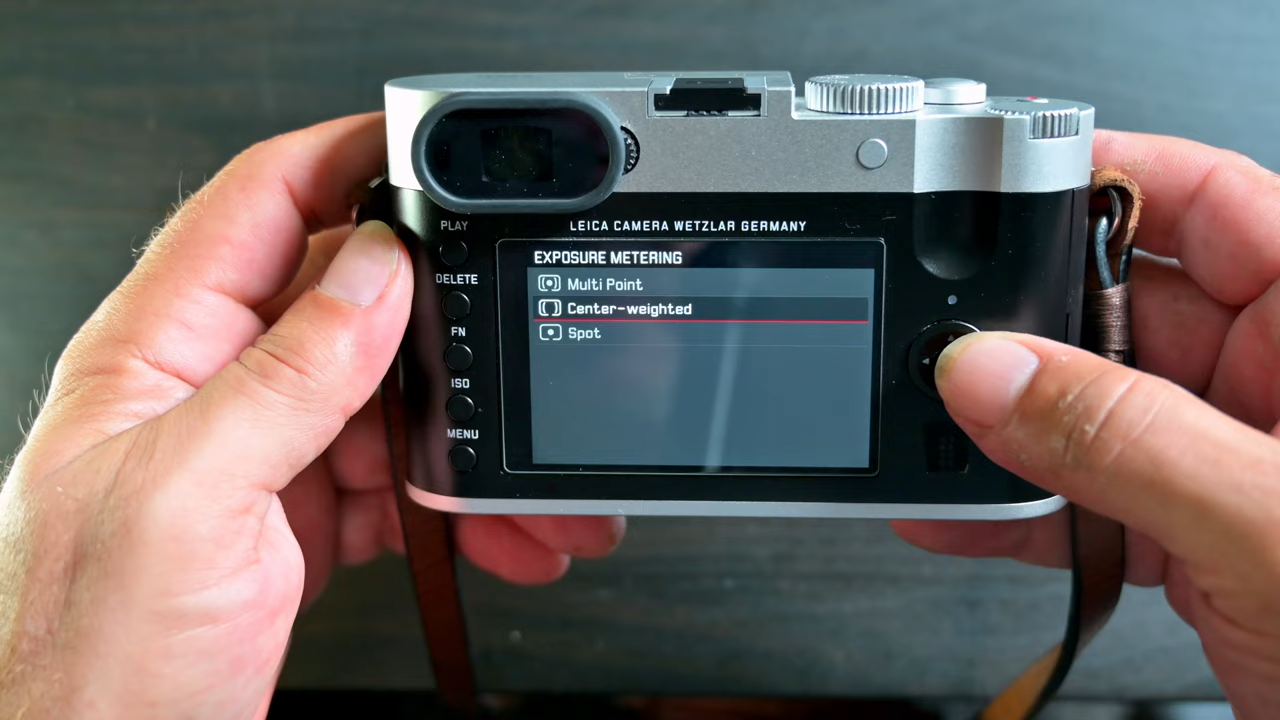 LEICA CAMERA WETZLAR GERMANY
PLAY
DELETE
FN
ISO
MENU
EXPOSURE METERING
Multi Point
Center-weighted
Spot